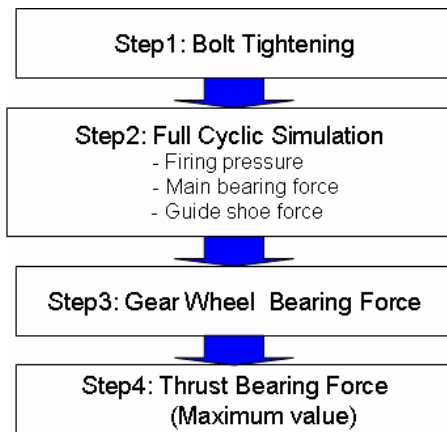 Step1: Bolt Tightening
Step2: Full Cyclic Simulation
- Firing pressure
- Main bearing force
- Guide shoe force
Step3: Gear Wheel Bearing Force
Step4: Thrust Bearing Force
(Maximum value)